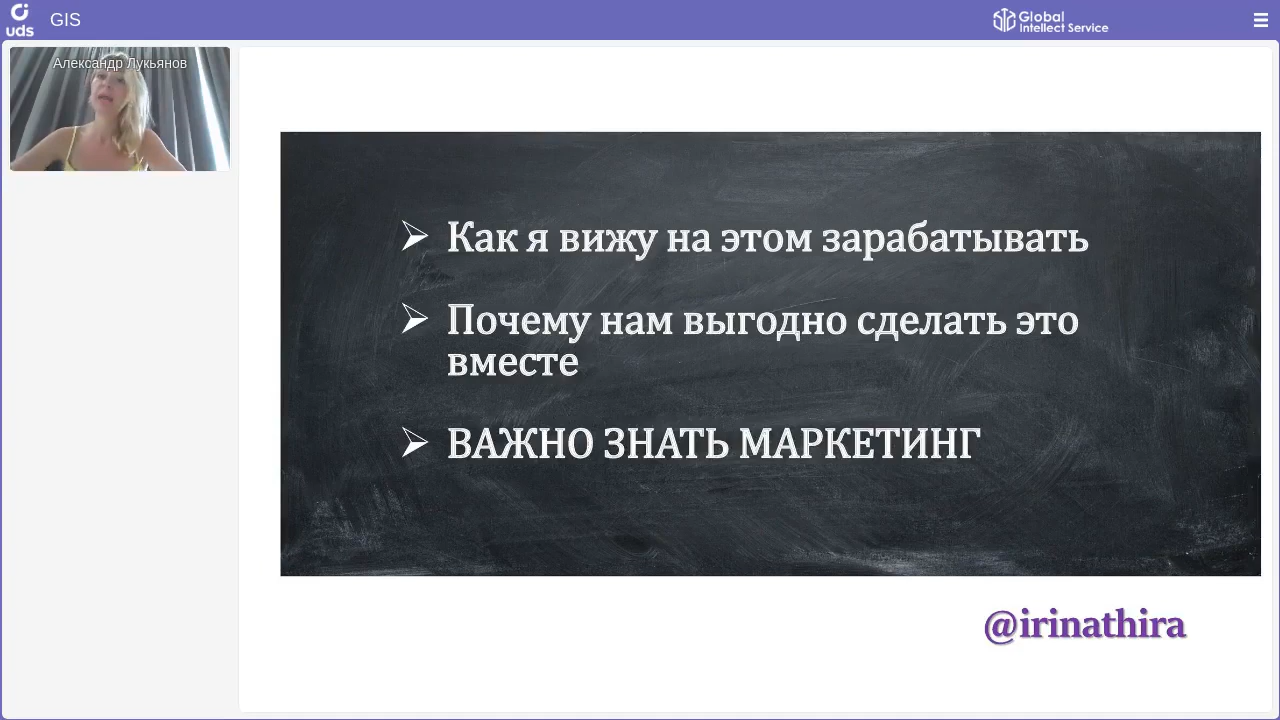 uds
GIS
Global
Intellect Service
Александр Лукьянов
Как я вижу на этом зарабатывать
Почему нам выгодно сделать это
вместе
ВАЖНО ЗНАТЬ МАРКЕТИНГ
@irinathira